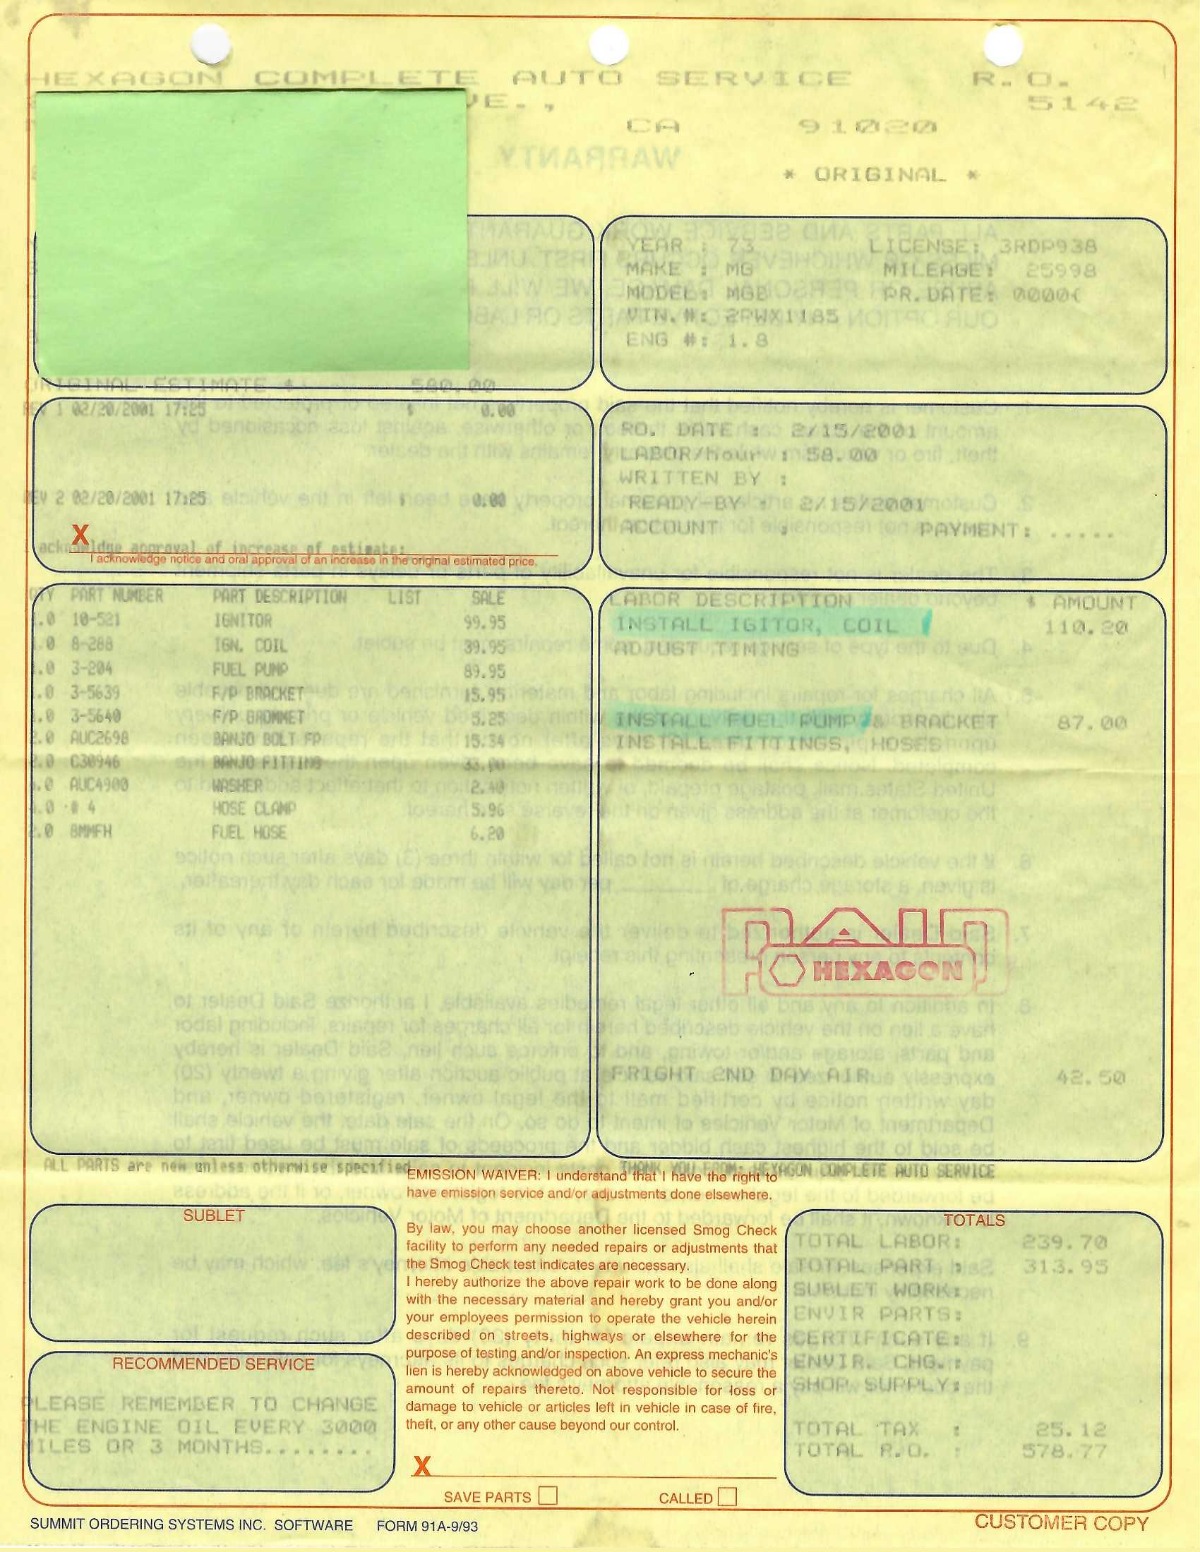 HEXAGON COMPLETE AUTO SERVICE R.O.
VE., 5142
CA 91020
WARRANTY
* ORIGINAL *
YEAR : 73 LICENSE: 3RDP938
MAKE : MG MILEAGE: 25998
MODEL: MGB PR.DATE: 0000
VIN.#: 2PWX1185
ENG #: 1.8
ORIGINAL ESTIMATE $ 580.00
REV 1 02/20/2001 17:25 $ 0.00
REV 2 02/20/2001 17:25 $ 0.00
X
acknowldge approval of increase of estimate:
I acknowledge notice and oral approval of an increase in the original estimated price.
RO. DATE : 2/15/2001
LABOR/hour : 58.00
WRITTEN BY :
READY-BY : 2/15/2001
ACCOUNT : PAYMENT: .....
QTY PART NUMBER PART DESCRIPTION LIST SALE
.0 10-521 IGNITOR 99.95
.0 8-288 IGN. COIL 39.95
.0 3-204 FUEL PUMP 89.95
.0 3-5639 F/P BRACKET 15.95
.0 3-5640 F/P GROMMET 5.25
.0 AUC2698 BANJO BOLT FP 15.34
.0 C30946 BANJO FITTING 33.00
.0 AUC4900 WASHER 2.40
.0 # 4 HOSE CLAMP 5.96
.0 8MMFH FUEL HOSE 6.20
LABOR DESCRIPTION $ AMOUNT
INSTALL IGITOR, COIL 110.20
ADJUST TIMING
INSTALL FUEL PUMP & BRACKET 87.00
INSTALL FITTINGS, HOSES
PAID
HEXAGON
FRIGHT 2ND DAY AIR 42.50
ALL PARTS are new unless otherwise specified.
THANK YOU FROM: HEXAGON COMPLETE AUTO SERVICE
EMISSION WAIVER: I understand that I have the right to
have emission service and/or adjustments done elsewhere.
By law, you may choose another licensed Smog Check
facility to perform any needed repairs or adjustments that
the Smog Check test indicates are necessary.
I hereby authorize the above repair work to be done along
with the necessary material and hereby grant you and/or
your employees permission to operate the vehicle herein
described on streets, highways or elsewhere for the
purpose of testing and/or inspection. An express mechanic's
lien is hereby acknowledged on above vehicle to secure the
amount of repairs thereto. Not responsible for loss or
damage to vehicle or articles left in vehicle in case of fire,
theft, or any other cause beyond our control.
X
SAVE PARTS CALLED
SUBLET
RECOMMENDED SERVICE
PLEASE REMEMBER TO CHANGE
THE ENGINE OIL EVERY 3000
MILES OR 3 MONTHS........
TOTALS
TOTAL LABOR: 239.70
TOTAL PART : 313.95
SUBLET WORK:
ENVIR PARTS:
CERTIFICATE:
ENVIR. CHG.:
SHOP SUPPLY:
TOTAL TAX : 25.12
TOTAL R.O. : 578.77
SUMMIT ORDERING SYSTEMS INC. SOFTWARE FORM 91A-9/93
CUSTOMER COPY